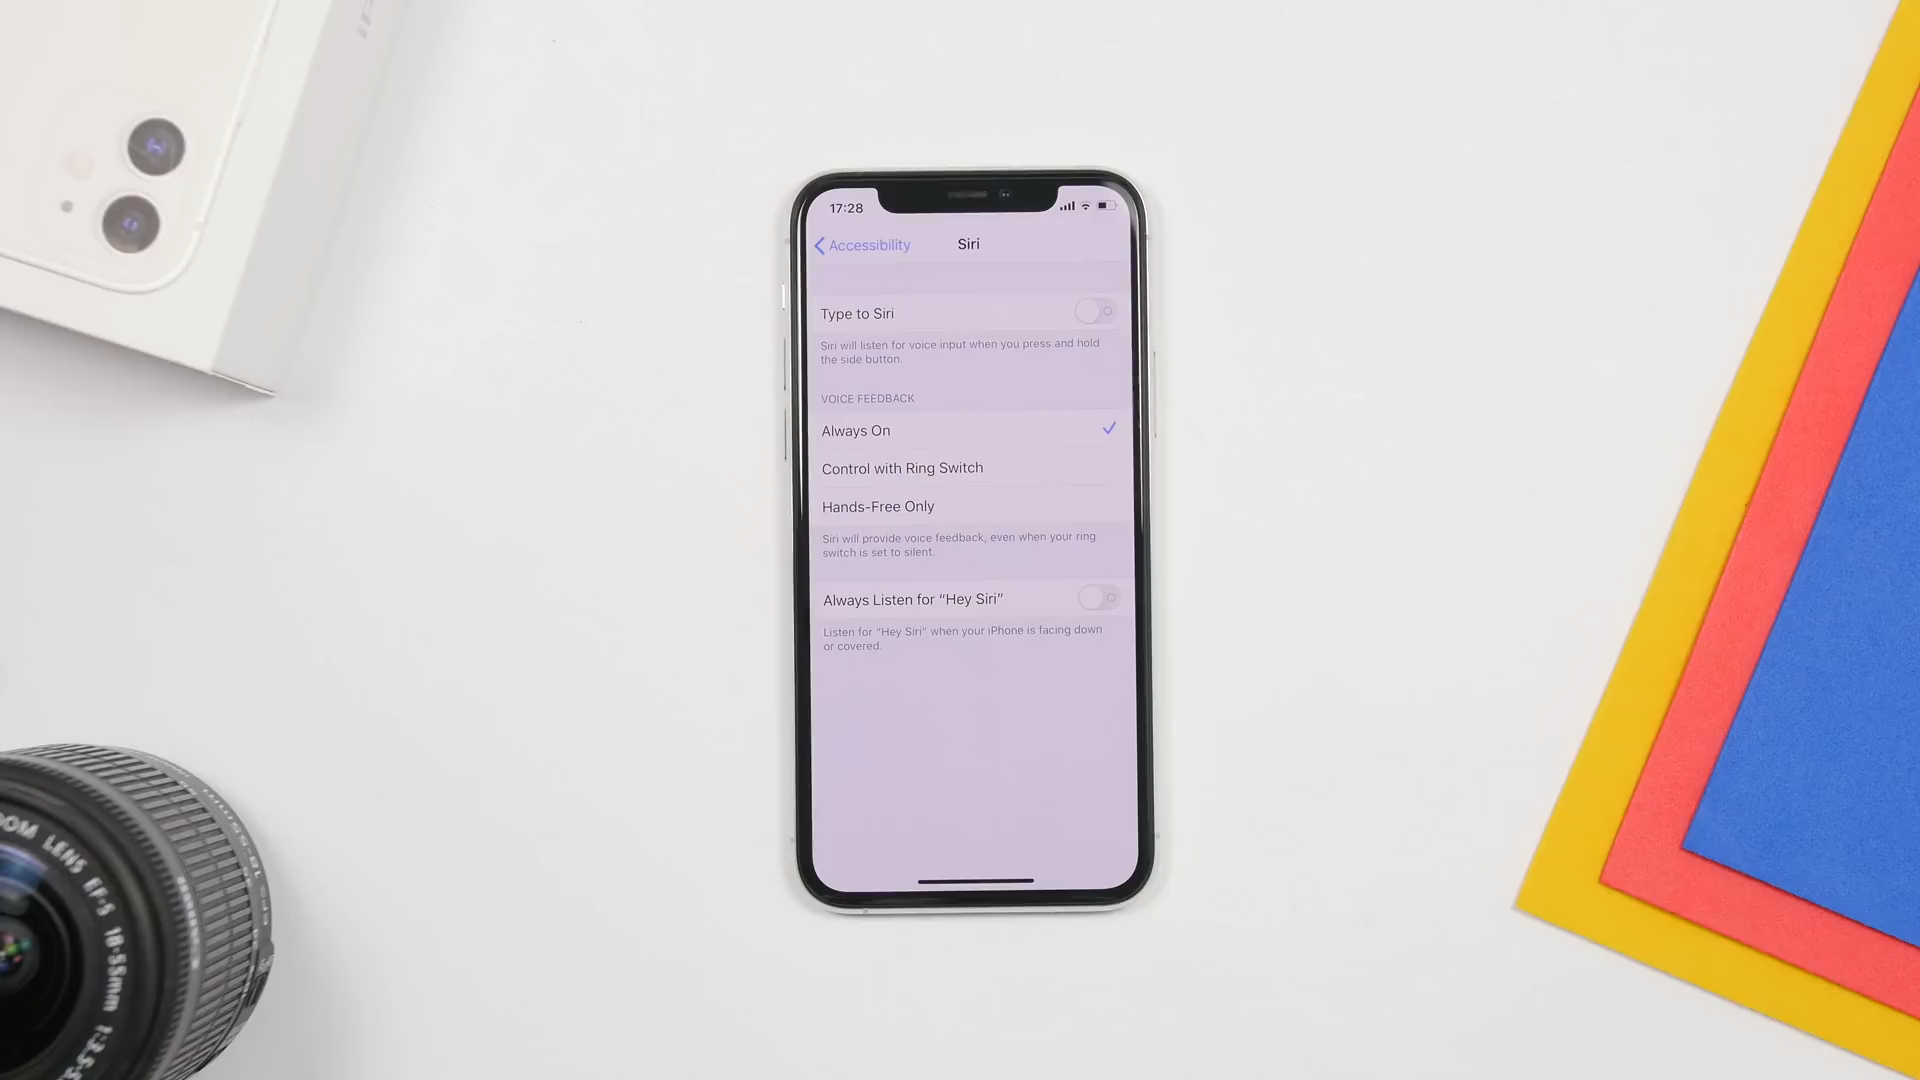 17:28
Accessibility
Siri
Type to Siri
Siri will listen for voice input when you press and hold
the side button.
VOICE FEEDBACK
Always On
Control with Ring Switch
Hands-Free Only
Siri will provide voice feedback, even when your ring
switch is set to silent.
Always Listen for “Hey Siri”
Listen for “Hey Siri” when your iPhone is facing down
or covered.
LENS EF-S 18-55mm